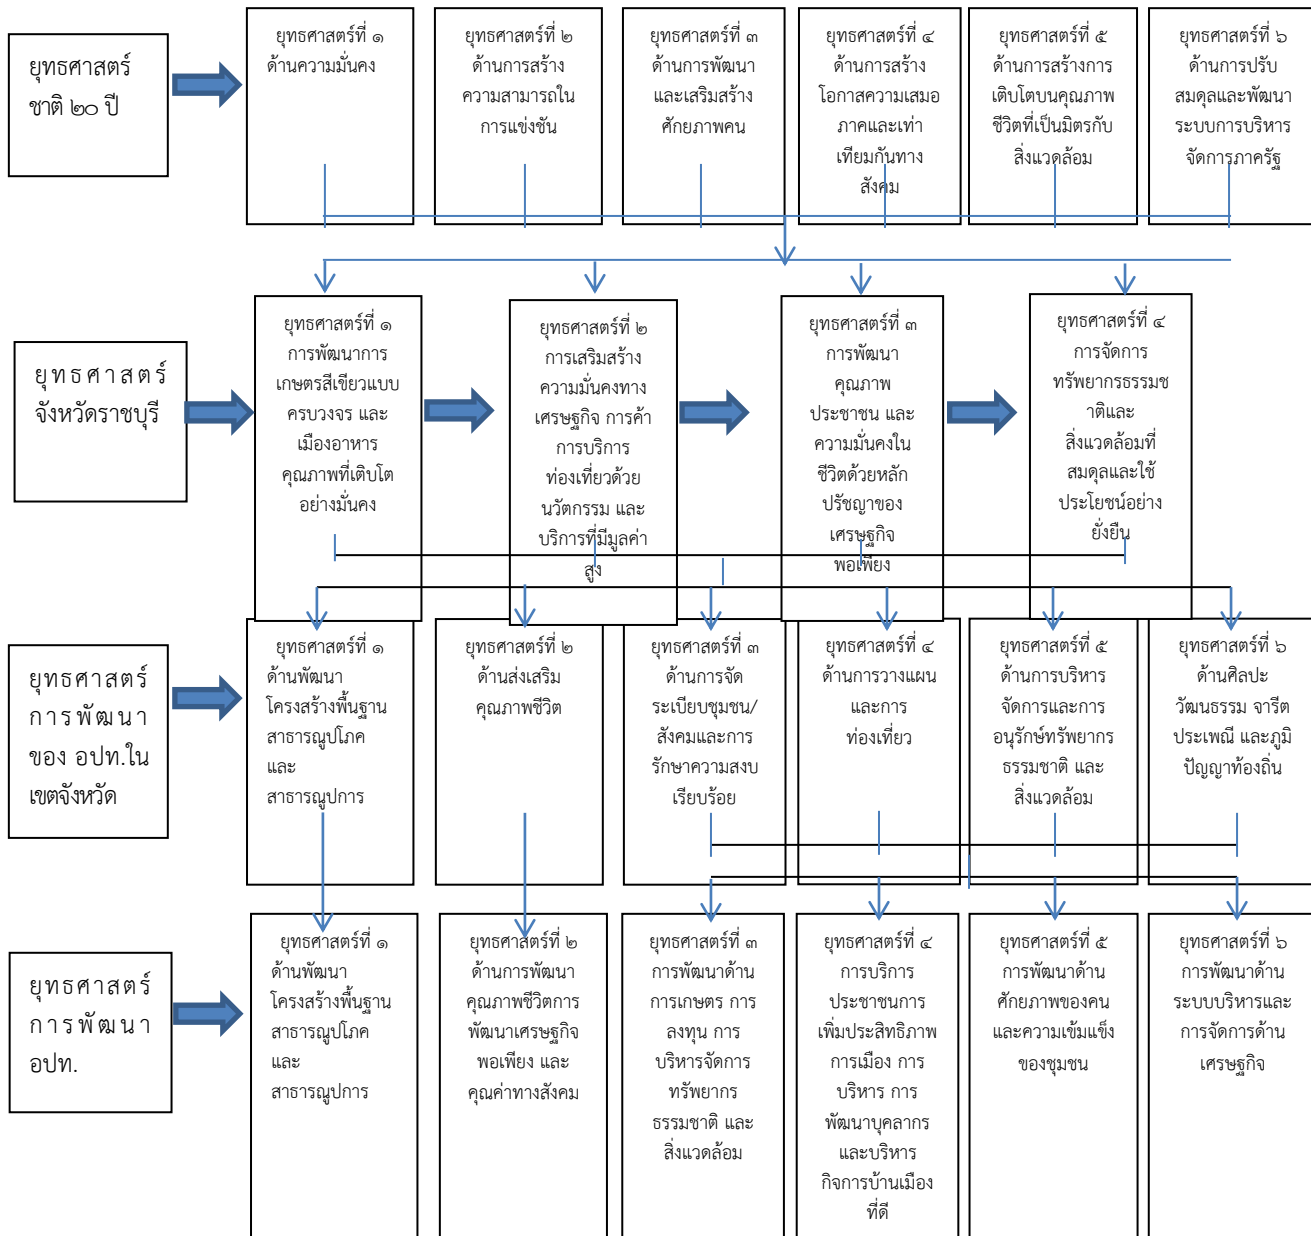 ยุทธศาสตร์
ชาติ ๒๐ ปี
ยุทธศาสตร์ที่ ๑
ด้านความมั่นคง
ยุทธศาสตร์ที่ ๒
ด้านการสร้าง
ความสามารถใน
การแข่งขัน
ยุทธศาสตร์ที่ ๓
ด้านการพัฒนา
และเสริมสร้าง
ศักยภาพคน
ยุทธศาสตร์ที่ ๔
ด้านการสร้าง
โอกาสความเสมอ
ภาคและเท่า
เทียมกันทาง
สังคม
ยุทธศาสตร์ที่ ๕
ด้านการสร้างการ
เติบโตบนคุณภาพ
ชีวิตที่เป็นมิตรกับ
สิ่งแวดล้อม
ยุทธศาสตร์ที่ ๖
ด้านการปรับ
สมดุลและพัฒนา
ระบบการบริหาร
จัดการภาครัฐ
ยุทธศาสตร์
จังหวัดราชบุรี
ยุทธศาสตร์ที่ ๑
การพัฒนาการ
เกษตรสีเขียวแบบ
ครบวงจร และ
เมืองอาหาร
คุณภาพที่เติบโต
อย่างมั่นคง
ยุทธศาสตร์ที่ ๒
การเสริมสร้าง
ความมั่นคงทาง
เศรษฐกิจ การค้า
การบริการ
ท่องเที่ยวด้วย
นวัตกรรม และ
บริการที่มีมูลค่า
สูง
ยุทธศาสตร์ที่ ๓
การพัฒนา
คุณภาพ
ประชาชน และ
ความมั่นคงใน
ชีวิตด้วยหลัก
ปรัชญาของ
เศรษฐกิจ
พอเพียง
ยุทธศาสตร์ที่ ๔
การจัดการ
ทรัพยากรธรรมช
าติและ
สิ่งแวดล้อมที่
สมดุลและใช้
ประโยชน์อย่าง
ยั่งยืน
ยุทธศาสตร์
การพัฒนา
ของ อปท.ใน
เขตจังหวัด
ยุทธศาสตร์ที่ ๑
ด้านพัฒนา
โครงสร้างพื้นฐาน
สาธารณูปโภค
และ
สาธารณูปการ
ยุทธศาสตร์ที่ ๒
ด้านส่งเสริม
คุณภาพชีวิต
ยุทธศาสตร์ที่ ๓
ด้านการจัด
ระเบียบชุมชน/
สังคมและการ
รักษาความสงบ
เรียบร้อย
ยุทธศาสตร์ที่ ๔
ด้านการวางแผน
และการ
ท่องเที่ยว
ยุทธศาสตร์ที่ ๕
ด้านการบริหาร
จัดการและการ
อนุรักษ์ทรัพยากร
ธรรมชาติ และ
สิ่งแวดล้อม
ยุทธศาสตร์ที่ ๖
ด้านศิลปะ
วัฒนธรรม จารีต
ประเพณี และภูมิ
ปัญญาท้องถิ่น
ยุทธศาสตร์
การพัฒนา
อปท.
ยุทธศาสตร์ที่ ๑
ด้านพัฒนา
โครงสร้างพื้นฐาน
สาธารณูปโภค
และ
สาธารณูปการ
ยุทธศาสตร์ที่ ๒
ด้านการพัฒนา
คุณภาพชีวิตการ
พัฒนาเศรษฐกิจ
พอเพียง และ
คุณค่าทางสังคม
ยุทธศาสตร์ที่ ๓
การพัฒนาด้าน
การเกษตร การ
ลงทุน การ
บริหารจัดการ
ทรัพยากร
ธรรมชาติ และ
สิ่งแวดล้อม
ยุทธศาสตร์ที่ ๔
การบริการ
ประชาชนการ
เพิ่มประสิทธิภาพ
การเมือง การ
บริหาร การ
พัฒนาบุคลากร
และบริหาร
กิจการบ้านเมือง
ที่ดี
ยุทธศาสตร์ที่ ๕
การพัฒนาด้าน
ศักยภาพของคน
และความเข้มแข็ง
ของชุมชน
ยุทธศาสตร์ที่ ๖
การพัฒนาด้าน
ระบบบริหารและ
การจัดการด้าน
เศรษฐกิจ